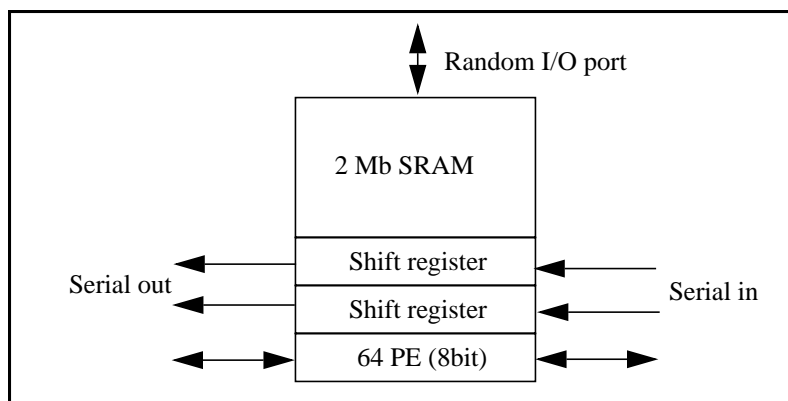 Random I/O port
2 Mb SRAM
Shift register
Serial out
Serial in
Shift register
64 PE (8bit)